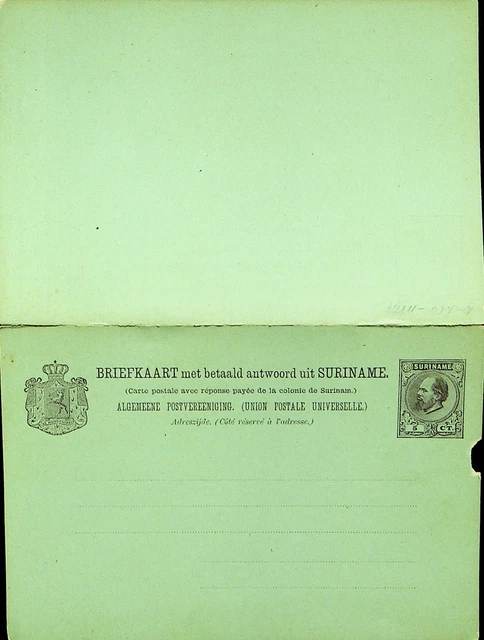 BRIEFKAART met betaald antwoord uit SURINAME.
(Carte postale avec réponse payée de la colonie de Surinam.)
ALGEMEENE POSTVEREENIGING. (UNION POSTALE UNIVERSELLE.)
Adreszijde. (Côté réservé à l'adresse.)
SURINAME
5 CT.